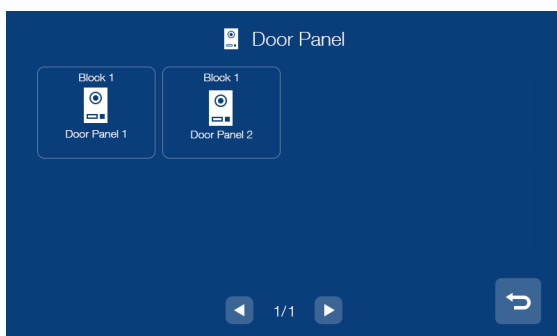 Door Panel
Block 1
Door Panel 1
Block 1
Door Panel 2
1/1